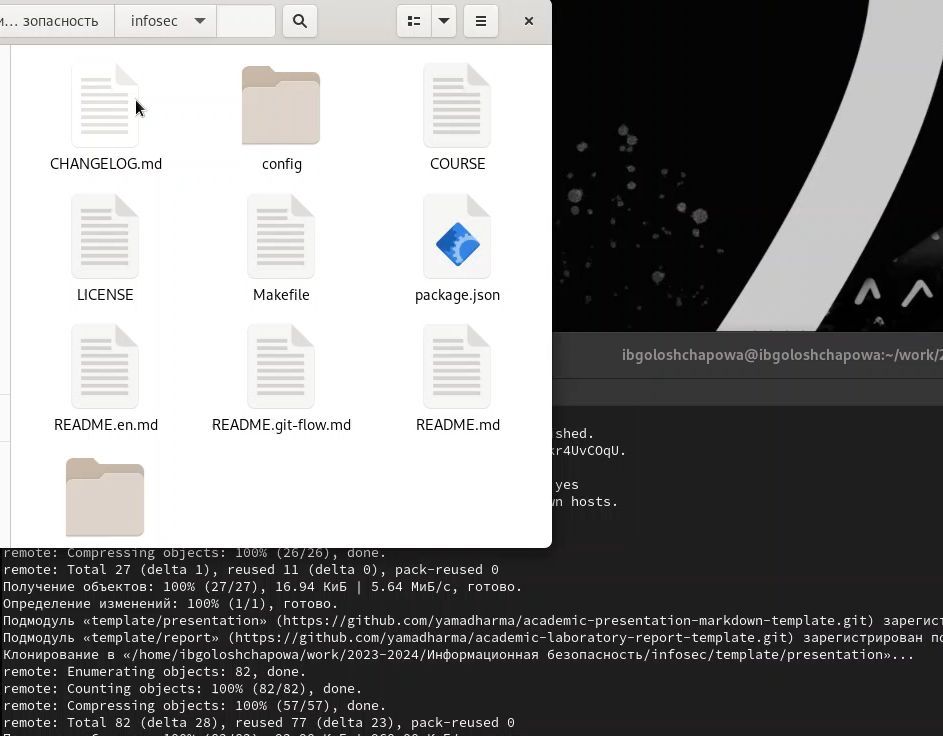 и... зопасность
infosec
CHANGELOG.md
config
COURSE
LICENSE
Makefile
package.json
README.en.md
README.git-flow.md
README.md
ibgoloshchapowa@ibgoloshchapowa:~/work/2
shed.
kr4UvCOqU.
yes
wn hosts.
remote: Compressing objects: 100% (26/26), done.
remote: Total 27 (delta 1), reused 11 (delta 0), pack-reused 0
Получение объектов: 100% (27/27), 16.94 КиБ | 5.64 МиБ/с, готово.
Определение изменений: 100% (1/1), готово.
Подмодуль «template/presentation» (https://github.com/yamadharma/academic-presentation-markdown-template.git) зарегист
Подмодуль «template/report» (https://github.com/yamadharma/academic-laboratory-report-template.git) зарегистрирован по
Клонирование в «/home/ibgoloshchapowa/work/2023-2024/Информационная безопасность/infosec/template/presentation»...
remote: Enumerating objects: 82, done.
remote: Counting objects: 100% (82/82), done.
remote: Compressing objects: 100% (57/57), done.
remote: Total 82 (delta 28), reused 77 (delta 23), pack-reused 0